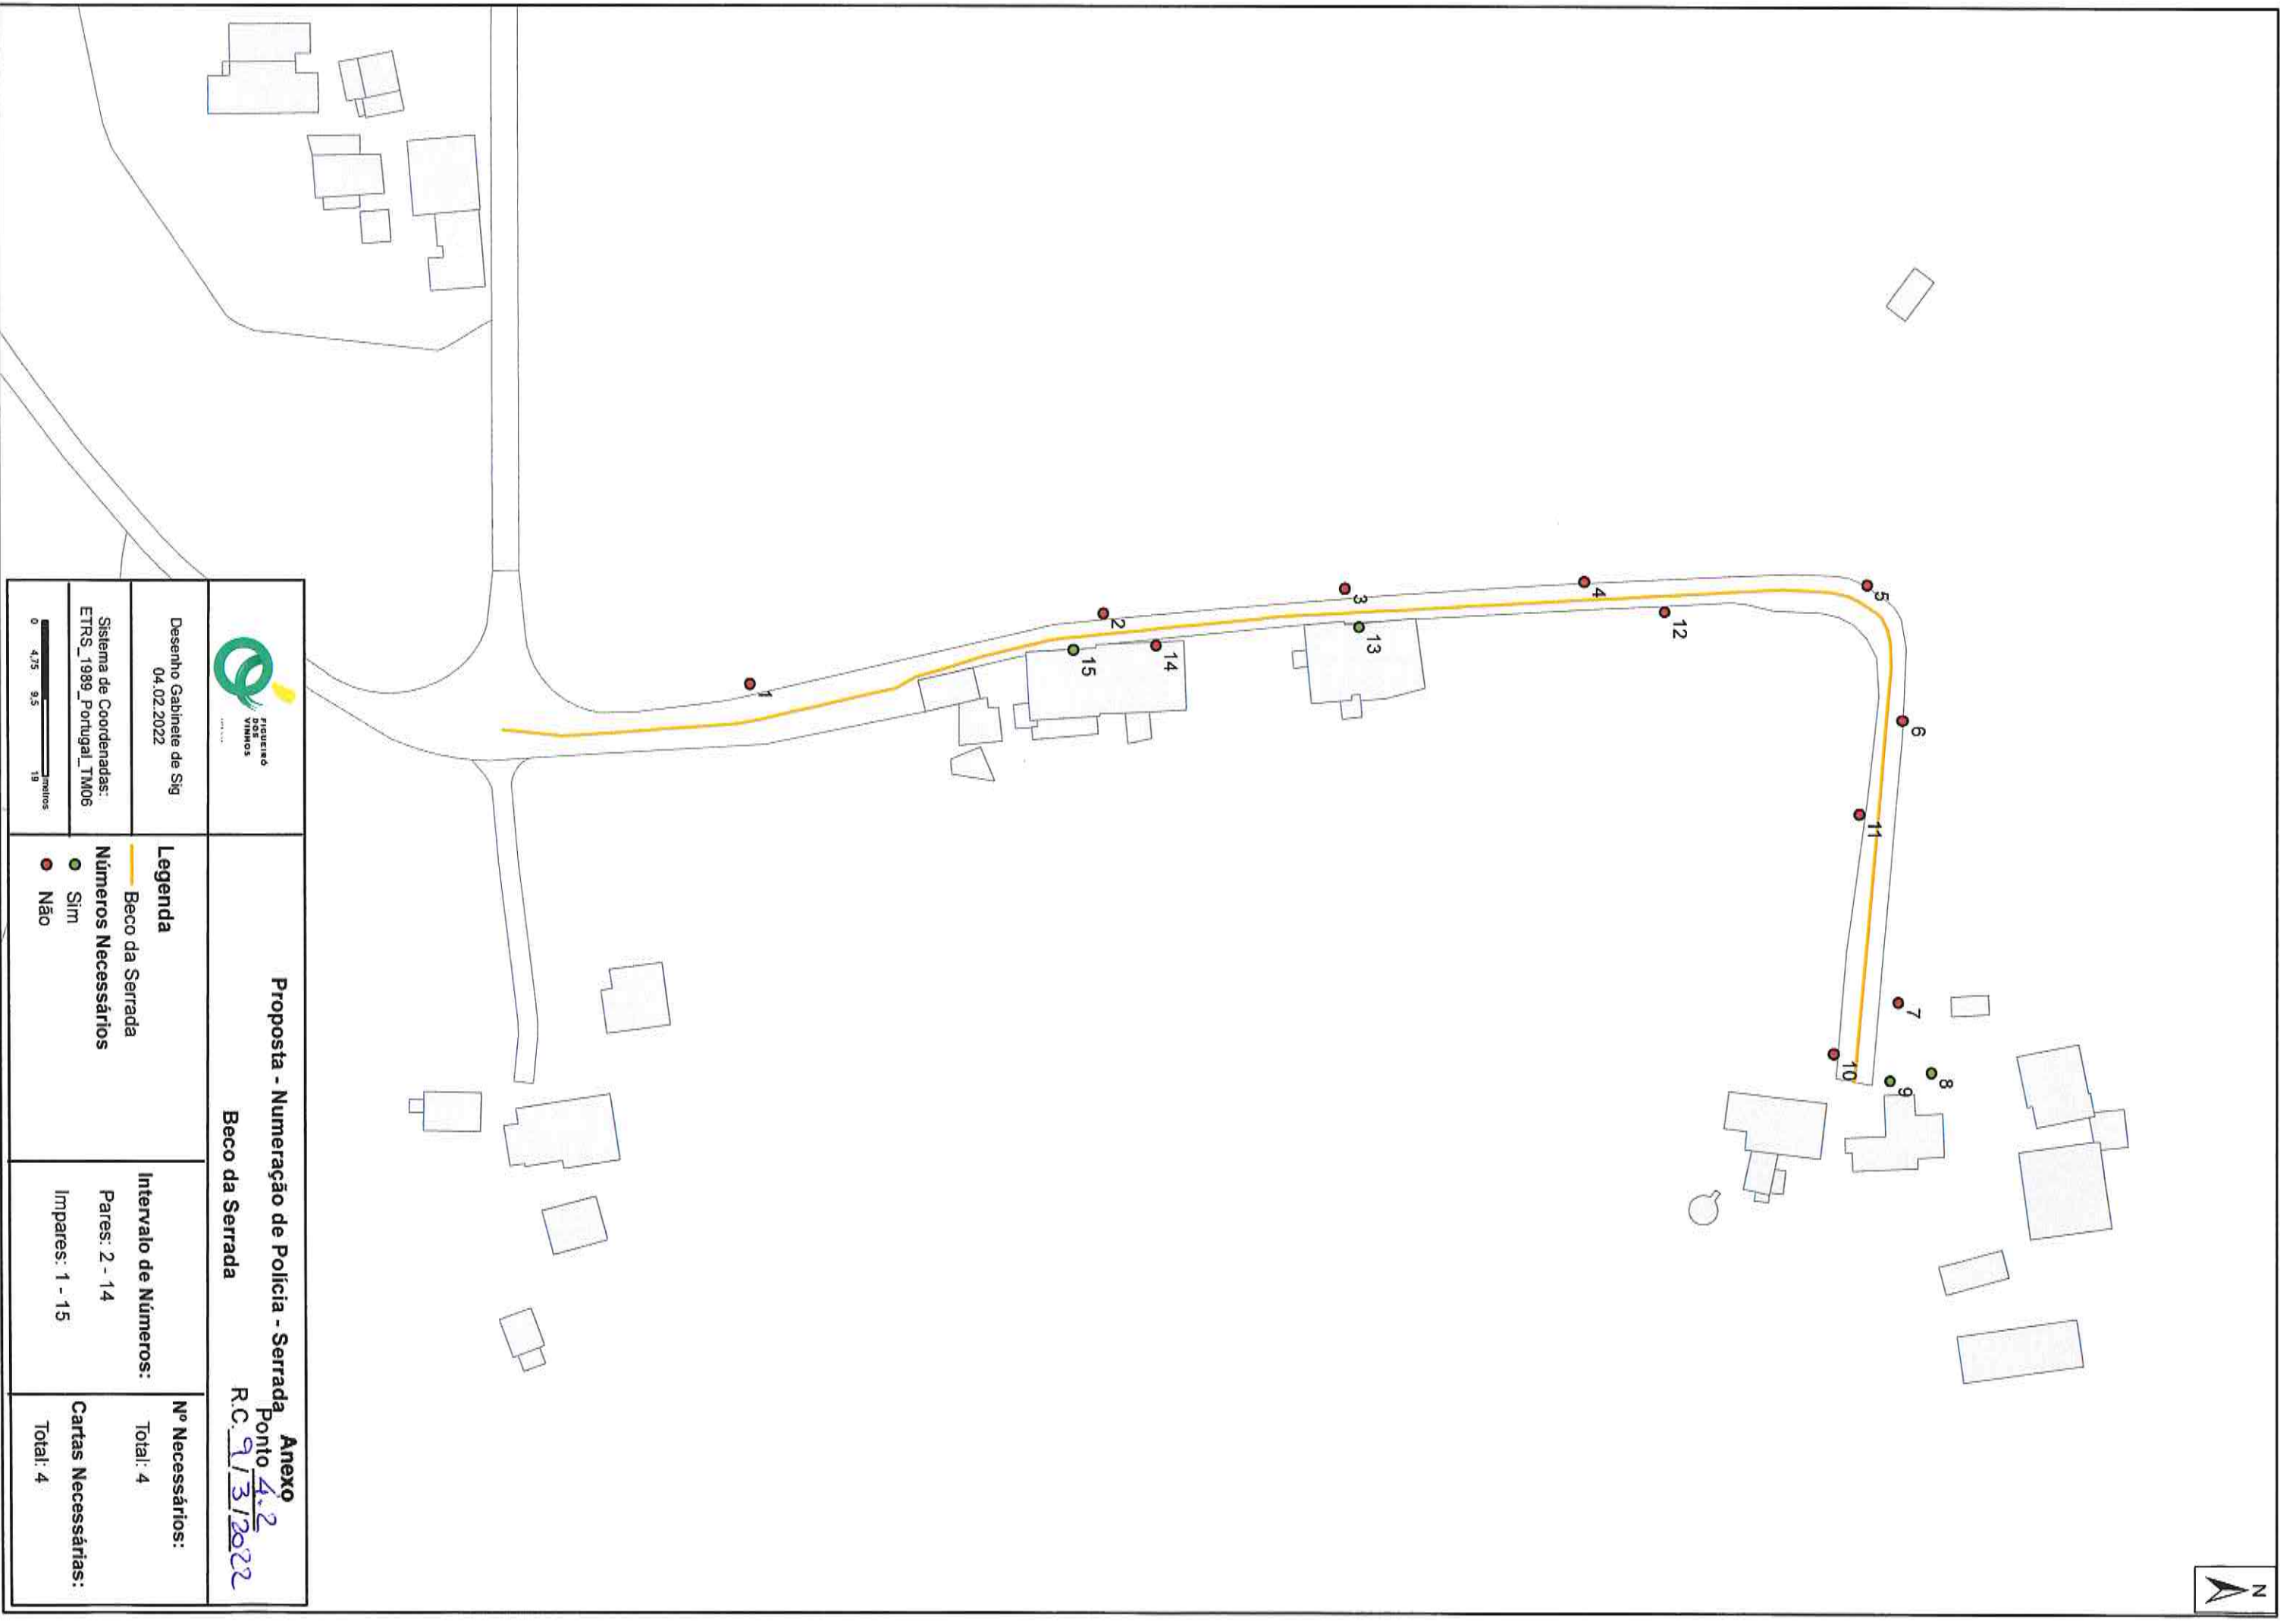 N
5
6
4
12
3
13
2
14
15
1
11
7
8
9
10
FIGUEIRÓ
DOS
VINHOS
Desenho Gabinete de Sig
04.02.2022
Sistema de Coordenadas:
ETRS_1989_Portugal_TM06
0 4,75 9,5 19
metros
Proposta - Numeração de Polícia - Serrada
Beco da Serrada
Anexo
Ponto 4.2
R.C. 9/3/2022
Legenda
Beco da Serrada
Números Necessários
Sim
Não
Intervalo de Números:
Pares: 2 - 14
Impares: 1 - 15
Nº Necessários:
Total: 4
Cartas Necessárias:
Total: 4